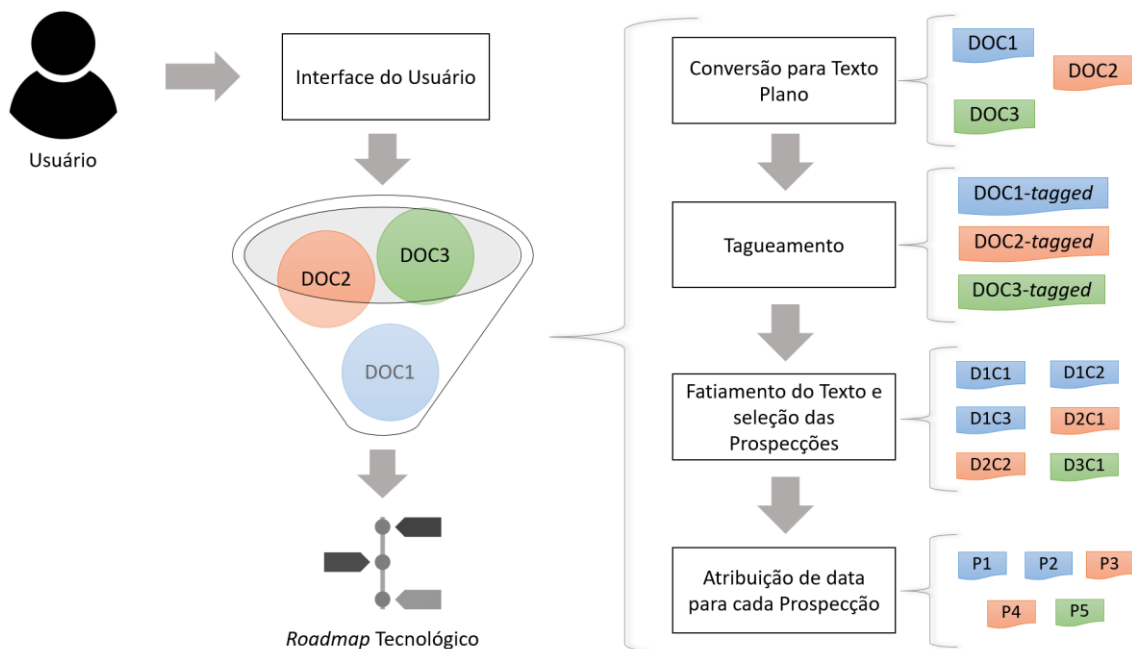 Usuário
Interface do Usuário
DOC2
DOC3
DOC1
Roadmap Tecnológico
Conversão para Texto
Plano
DOC1
DOC2
DOC3
Tagueamento
DOC1-tagged
DOC2-tagged
DOC3-tagged
Fatiamento do Texto e
seleção das
Prospecções
D1C1
D1C2
D1C3
D2C1
D2C2
D3C1
Atribuição de data
para cada Prospecção
P1
P2
P3
P4
P5